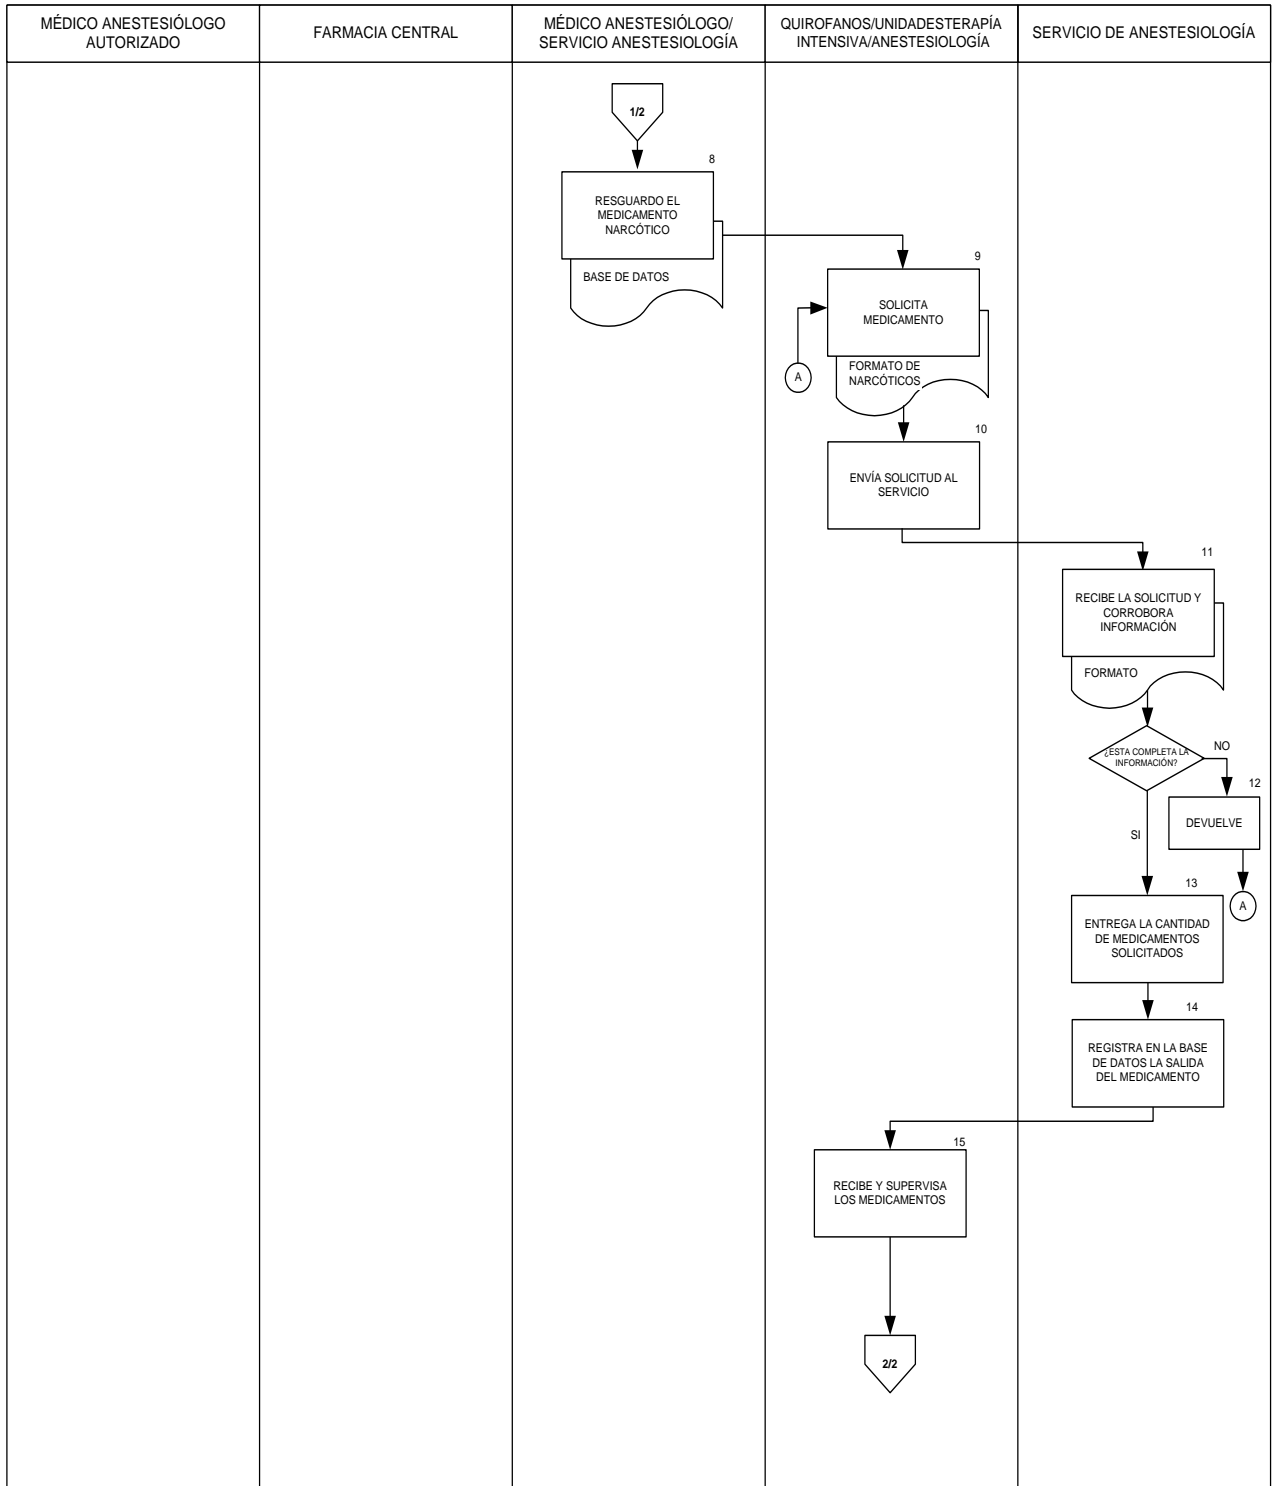 MÉDICO ANESTESIÓLOGO
AUTORIZADO
FARMACIA CENTRAL
MÉDICO ANESTESIÓLOGO/
SERVICIO ANESTESIOLOGÍA
QUIROFANOS/UNIDADESTERAPÍA
INTENSIVA/ANESTESIOLOGÍA
SERVICIO DE ANESTESIOLOGÍA
1/2
8
RESGUARDO EL
MEDICAMENTO
NARCÓTICO
BASE DE DATOS
9
SOLICITA
MEDICAMENTO
FORMATO DE
NARCÓTICOS
A
10
ENVÍA SOLICITUD AL
SERVICIO
11
RECIBE LA SOLICITUD Y
CORROBORA
INFORMACIÓN
FORMATO
¿ESTA COMPLETA LA
INFORMACIÓN?
NO
12
DEVUELVE
A
SI
13
ENTREGA LA CANTIDAD
DE MEDICAMENTOS
SOLICITADOS
14
REGISTRA EN LA BASE
DE DATOS LA SALIDA
DEL MEDICAMENTO
15
RECIBE Y SUPERVISA
LOS MEDICAMENTOS
2/2